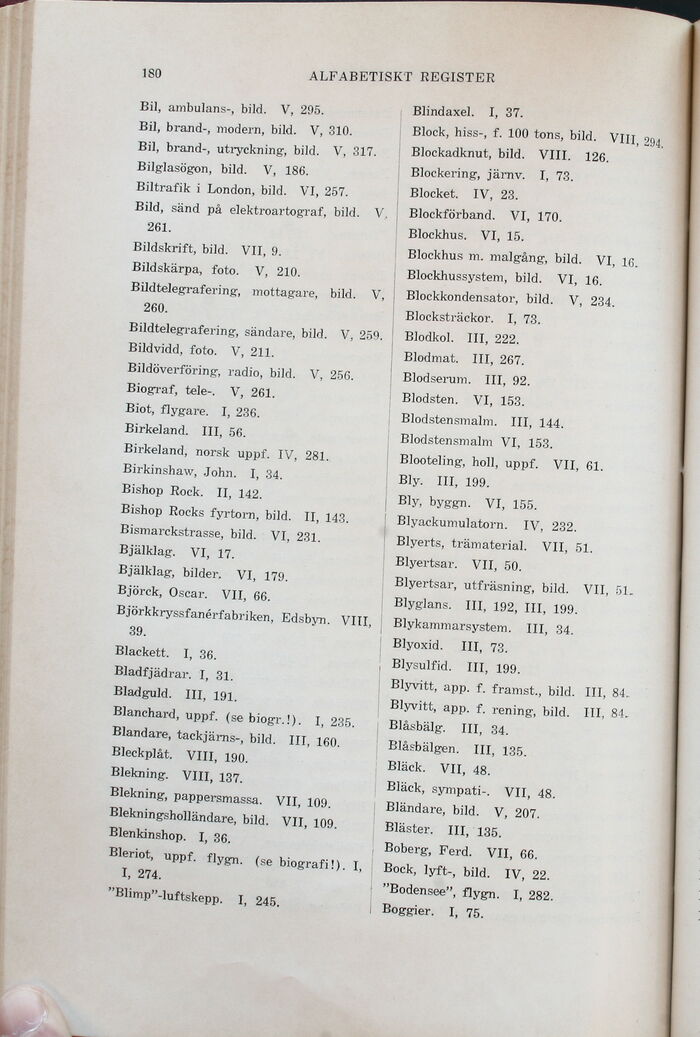 180
ALFABETISKT REGISTER
Bil, ambulans-, bild. V, 295.
Bil, brand-, modern, bild. V, 310.
Bil, brand-, utryckning, bild. V, 317.
Bilglasögon, bild. V, 186.
Biltrafik i London, bild. VI, 257.
Bild, sänd på elektroartograf, bild. V,
261.
Bildskrift, bild. VII, 9.
Bildskärpa, foto. V, 210.
Bildtelegrafering, mottagare, bild. V,
260.
Bildtelegrafering, sändare, bild. V, 259.
Bildvidd, foto. V, 211.
Bildöverföring, radio, bild. V, 256.
Biograf, tele-. V, 261.
Biot, flygare. I, 236.
Birkeland. III, 56.
Birkeland, norsk uppf. IV, 281.
Birkinshaw, John. I, 34.
Bishop Rock. II, 142.
Bishop Rocks fyrtorn, bild. II, 143.
Bismarckstrasse, bild. VI, 231.
Bjälklag. VI, 17.
Bjälklag, bilder. VI, 179.
Björck, Oscar. VII, 66.
Björkkryssfanérfabriken, Edsbyn. VIII,
39.
Blackett. I, 36.
Bladfjädrar. I, 31.
Bladguld. III, 191.
Blanchard, uppf. (se biogr.!). I, 235.
Blandare, tackjärns-, bild. III, 160.
Bleckplåt. VIII, 190.
Blekning. VIII, 137.
Blekning, pappersmassa. VII, 109.
Blekningsholländare, bild. VII, 109.
Blenkinshop. I, 36.
Bleriot, uppf. flygn. (se biografi!). I,
I, 274.
”Blimp”-luftskepp. I, 245.
Blindaxel. I, 37.
Block, hiss-, f. 100 tons, bild. VIII, 294.
Blockadknut, bild. VIII. 126.
Blockering, järnv. I, 73.
Blocket. IV, 23.
Blockförband. VI, 170.
Blockhus. VI, 15.
Blockhus m. malgång, bild. VI, 16.
Blockhussystem, bild. VI, 16.
Blockkondensator, bild. V, 234.
Blocksträckor. I, 73.
Blodkol. III, 222.
Blodmat. III, 267.
Blodserum. III, 92.
Blodsten. VI, 153.
Blodstensmalm. III, 144.
Blodstensmalm VI, 153.
Blooteling, holl, uppf. VII, 61.
Bly. III, 199.
Bly, byggn. VI, 155.
Blyackumulatorn. IV, 232.
Blyerts, trämaterial. VII, 51.
Blyertsar. VII, 50.
Blyertsar, utfräsning, bild. VII, 51.
Blyglans. III, 192, III, 199.
Blykammarsystem. III, 34.
Blyoxid. III, 73.
Blysulfid. III, 199.
Blyvitt, app. f. framst., bild. III, 84.
Blyvitt, app. f. rening, bild. III, 84.
Blåsbälg. III, 34.
Blåsbälgen. III, 135.
Bläck. VII, 48.
Bläck, sympati-. VII, 48.
Bländare, bild. V, 207.
Bläster. III, 135.
Boberg, Ferd. VII, 66.
Bock, lyft-, bild. IV, 22.
”Bodensee”, flygn. I, 282.
Boggier. I, 75.